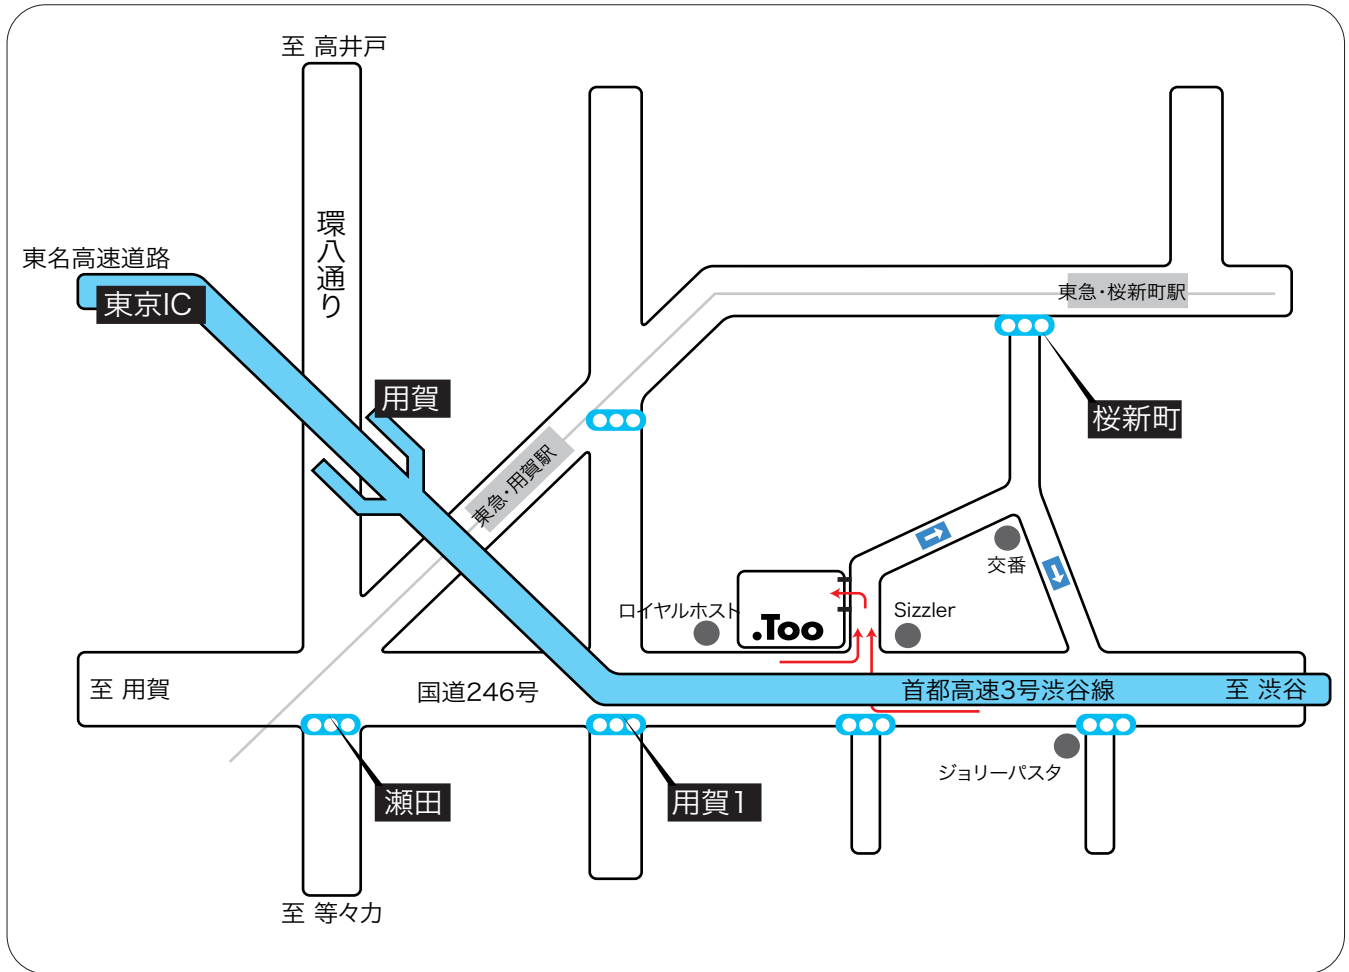 至 高井戸
環八通り
東名高速道路
東京IC
東急・桜新町駅
用賀
桜新町
東急・用賀駅
交番
ロイヤルホスト
.Too
Sizzler
至 用賀
国道246号
首都高速3号渋谷線
至 渋谷
ジョリーパスタ
瀬田
用賀1
至 等々力